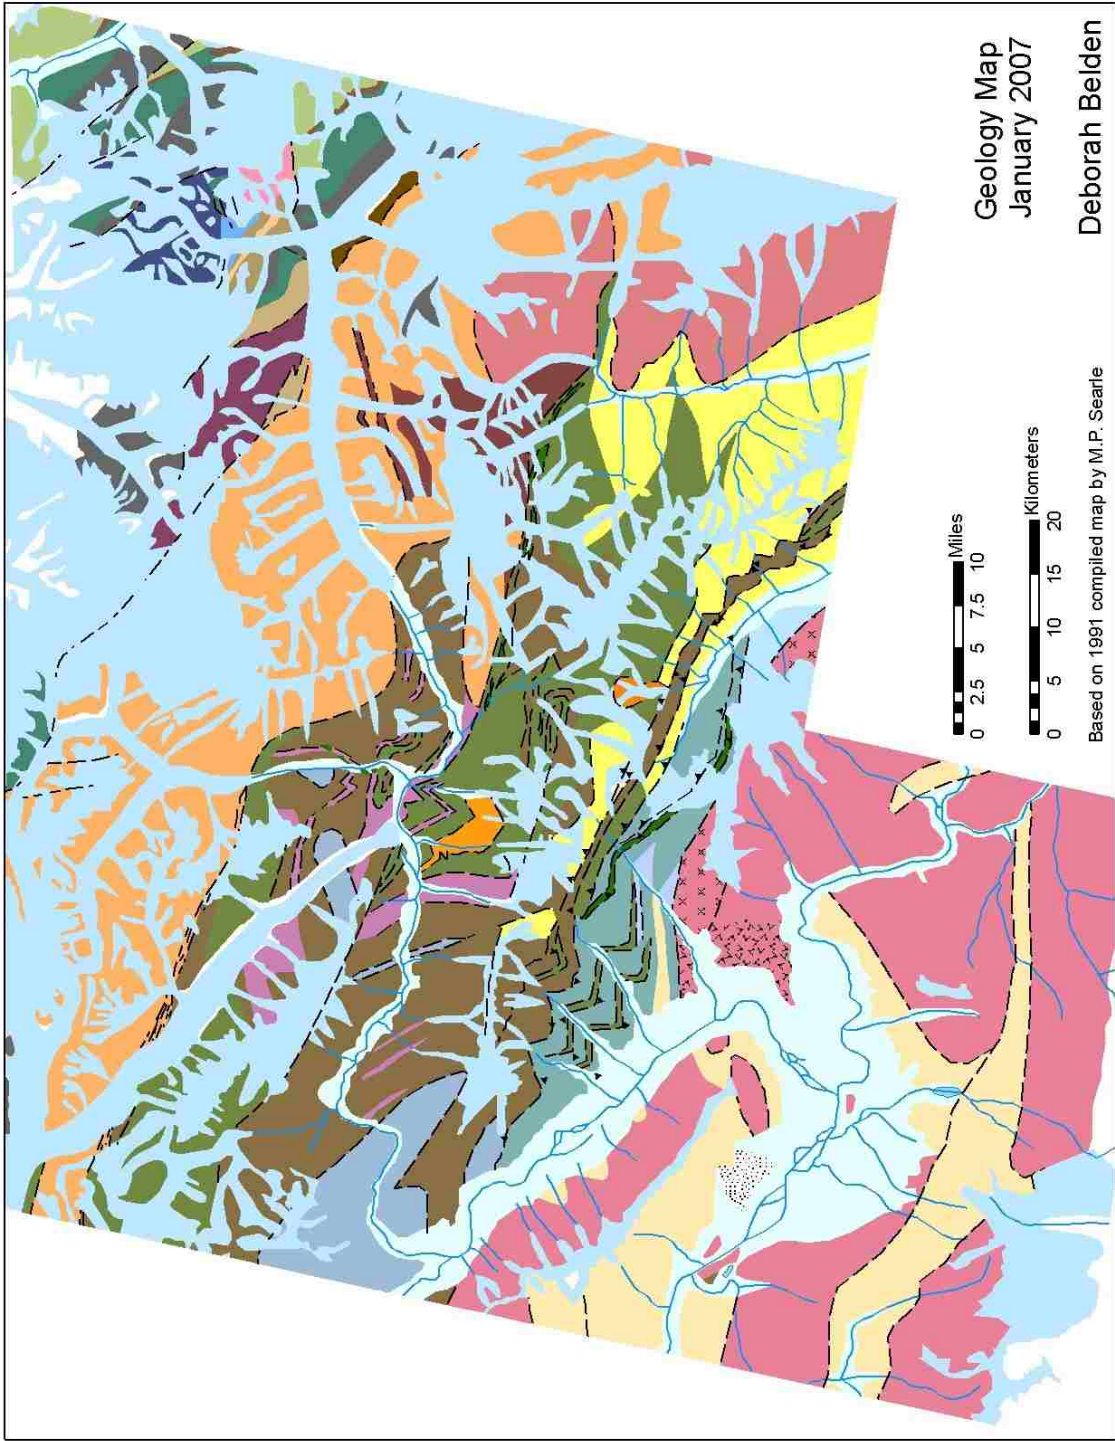 Geology Map
January 2007
Deborah Belden
Miles
0 2.5 5 7.5 10
Kilometers
0 5 10 15 20
Based on 1991 compiled map by M.P. Searle